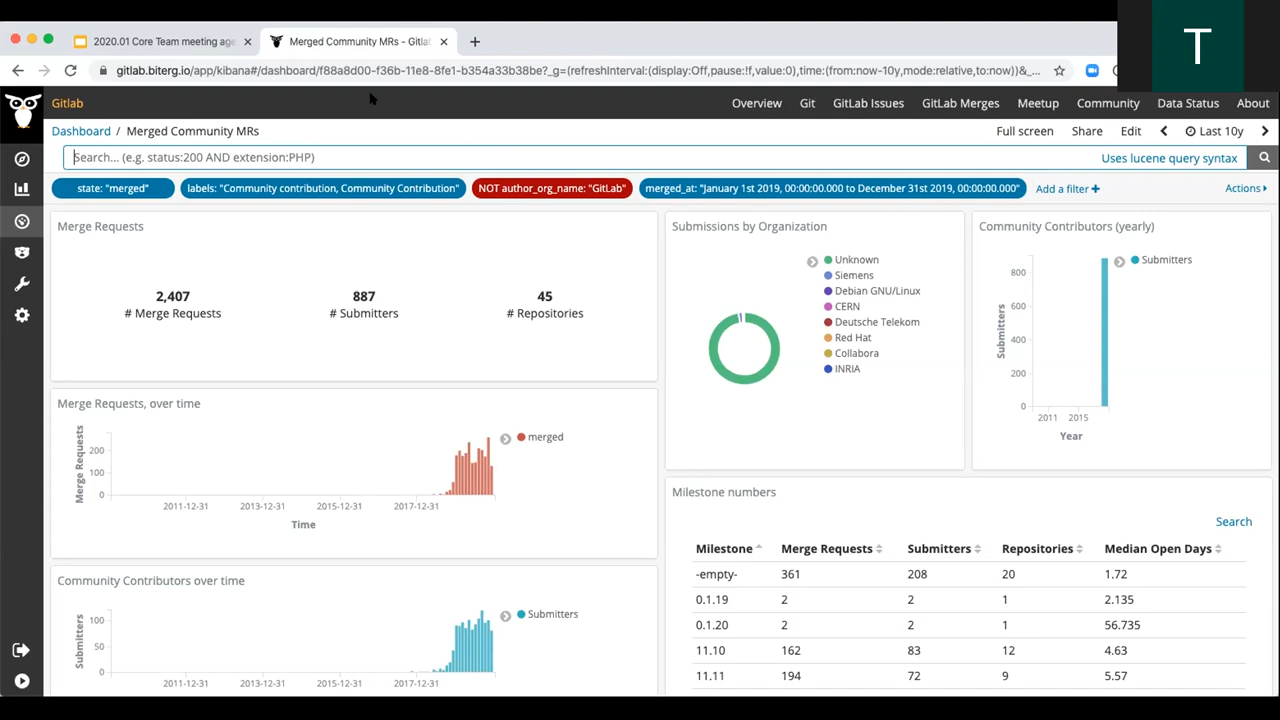 2020.01 Core Team meeting age
Merged Community MRs - Gitlab
T
gitlab.biterg.io/app/kibana#/dashboard/f88a8d00-f36b-11e8-8fe1-b354a33b38be?_g=(refreshInterval:(display:Off,pause:!f,value:0),time:(from:now-10y,mode:relative,to:now))&_...
Gitlab
Overview Git GitLab Issues GitLab Merges Meetup Community Data Status About
Dashboard / Merged Community MRs
Full screen Share Edit Last 10y
Search... (e.g. status:200 AND extension:PHP)
Uses lucene query syntax
state: "merged" labels: "Community contribution, Community Contribution" NOT author_org_name: "GitLab" merged_at: "January 1st 2019, 00:00:00.000 to December 31st 2019, 00:00:00.000" Add a filter +
Actions
Merge Requests
2,407 887 45
# Merge Requests # Submitters # Repositories
Submissions by Organization
Unknown
Siemens
Debian GNU/Linux
CERN
Deutsche Telekom
Red Hat
Collabora
INRIA
Community Contributors (yearly)
Submitters
800
600
400
200
0
Submitters
2011 2015
Year
Merge Requests, over time
merged
200
100
0
Merge Requests
2011-12-31 2013-12-31 2015-12-31 2017-12-31
Time
Community Contributors over time
Submitters
100
50
0
Submitters
2011-12-31 2013-12-31 2015-12-31 2017-12-31
Milestone numbers
Search
Milestone Merge Requests Submitters Repositories Median Open Days
-empty- 361 208 20 1.72
0.1.19 2 2 1 2.135
0.1.20 2 2 1 56.735
11.10 162 83 12 4.63
11.11 194 72 9 5.57